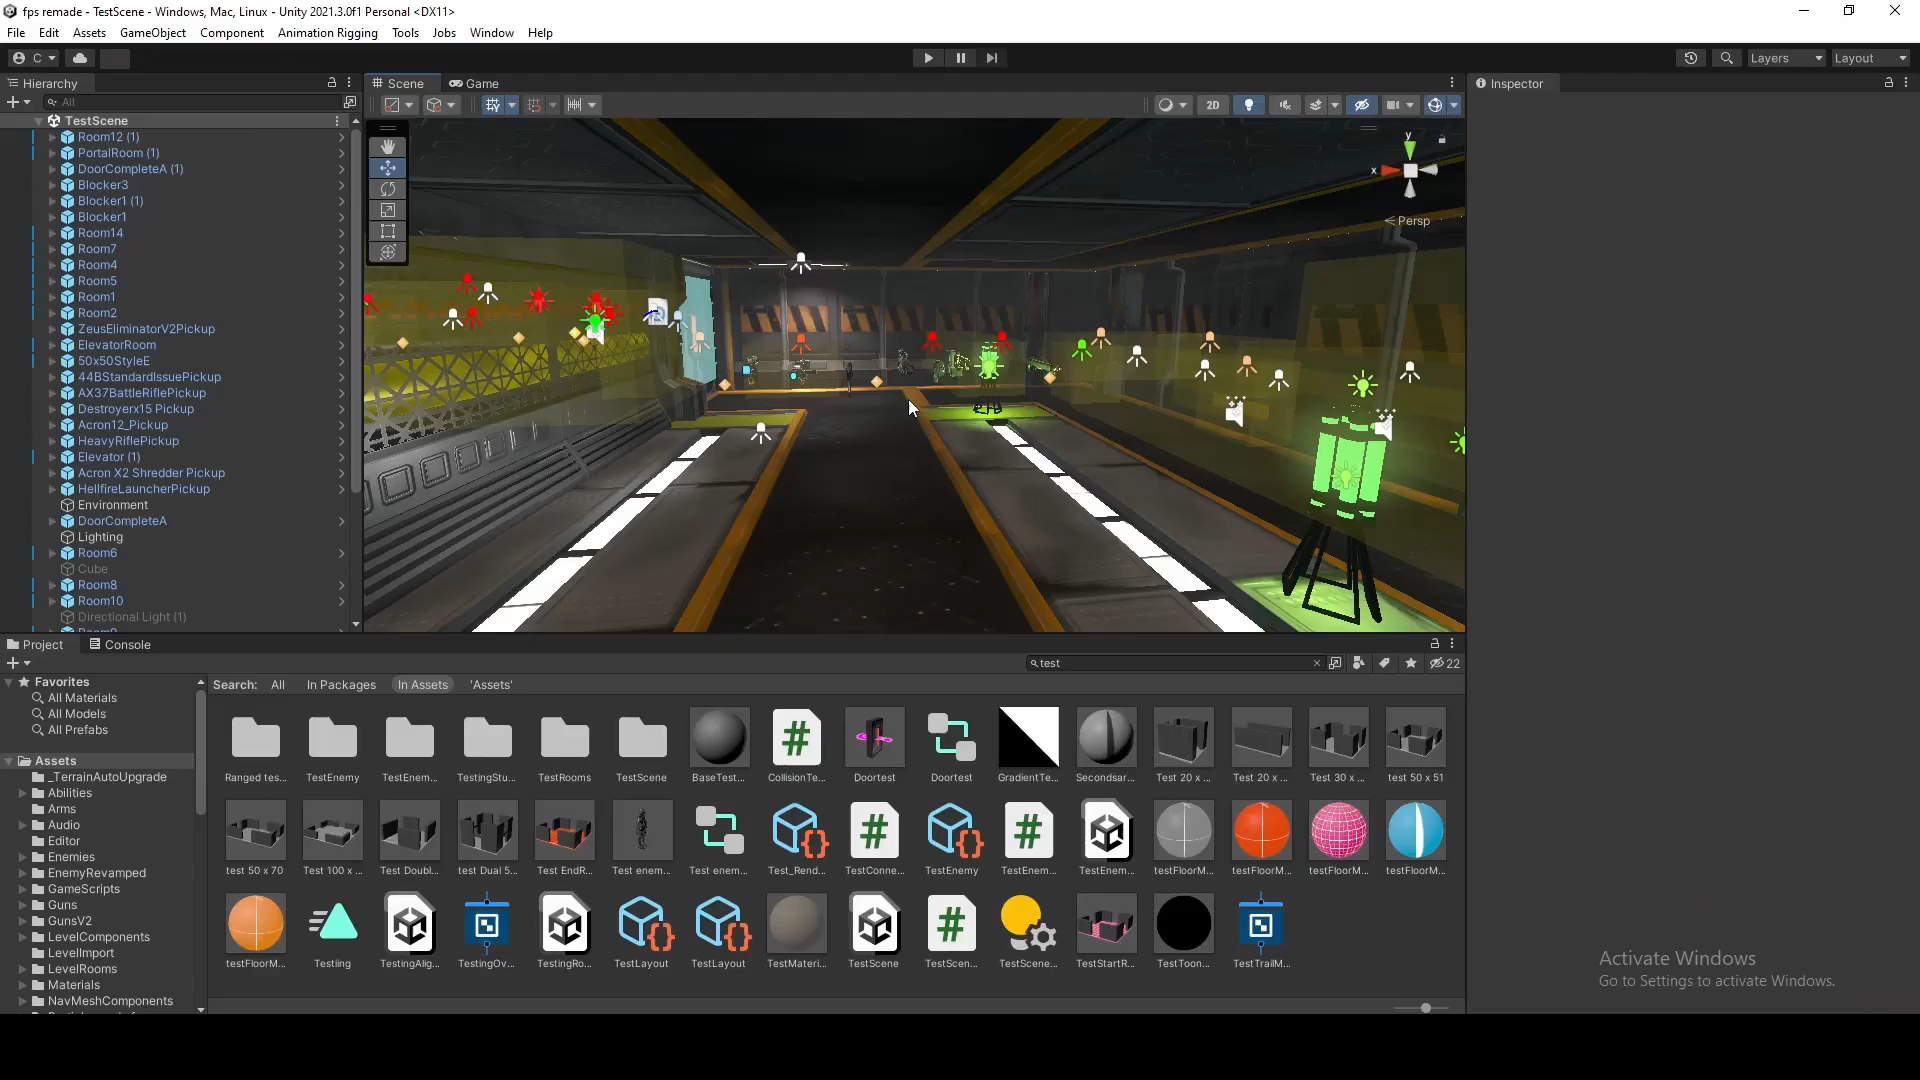 fps remade - TestScene - Windows, Mac, Linux - Unity 2021.3.0f1 Personal <DX11>
File Edit Assets GameObject Component Animation Rigging Tools Jobs Window Help
C Layers Layout
Hierarchy Scene Game Inspector
All 2D
TestScene
Room12 (1)
PortalRoom (1)
DoorCompleteA (1)
Blocker3
Blocker1 (1)
Blocker1
Room14
Room7
Room4
Room5
Room1
Room2
ZeusEliminatorV2Pickup
ElevatorRoom
50x50StyleE
44BStandardIssuePickup
AX37BattleRiflePickup
Destroyerx15 Pickup
Acron12_Pickup
HeavyRiflePickup
Elevator (1)
Acron X2 Shredder Pickup
HellfireLauncherPickup
Environment
DoorCompleteA
Lighting
Room6
Cube
Room8
Room10
Directional Light (1)
y
x
Persp
Project Console
test 22
Search: All In Packages In Assets 'Assets'
Favorites
All Materials
All Models
All Prefabs
Assets
_TerrainAutoUpgrade
Abilities
Arms
Audio
Editor
Enemies
EnemyRevamped
GameScripts
Guns
GunsV2
LevelComponents
LevelImport
LevelRooms
Materials
NavMeshComponents
Ranged tes... TestEnemy TestEnem... TestingStu... TestRooms TestScene BaseTest... CollisionTe... Doortest Doortest GradientTe... Secondsar... Test 20 x ... Test 20 x ... Test 30 x ... test 50 x 51
test 50 x 70 Test 100 x ... Test Doubl... test Dual 5... Test EndR... Test enem... Test enem... Test_Rend... TestConne... TestEnemy TestEnem... TestEnem... testFloorM... testFloorM... testFloorM... testFloorM...
testFloorM... Testiing TestingAlig... TestingOv... TestingRo... TestLayout TestLayout TestMateri... TestScene TestScen... TestScene... TestStartR... TestToon... TestTrailM...
Activate Windows
Go to Settings to activate Windows.